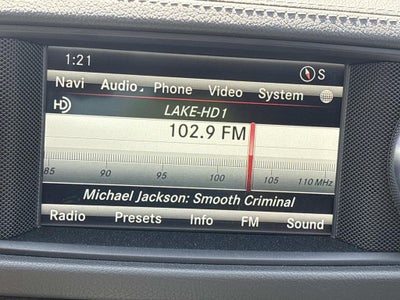 1:21 S
Navi Audio Phone Video System
HD LAKE-HD1
102.9 FM
85 90 95 100 105 110 MHz
Michael Jackson: Smooth Criminal
Radio Presets Info FM Sound